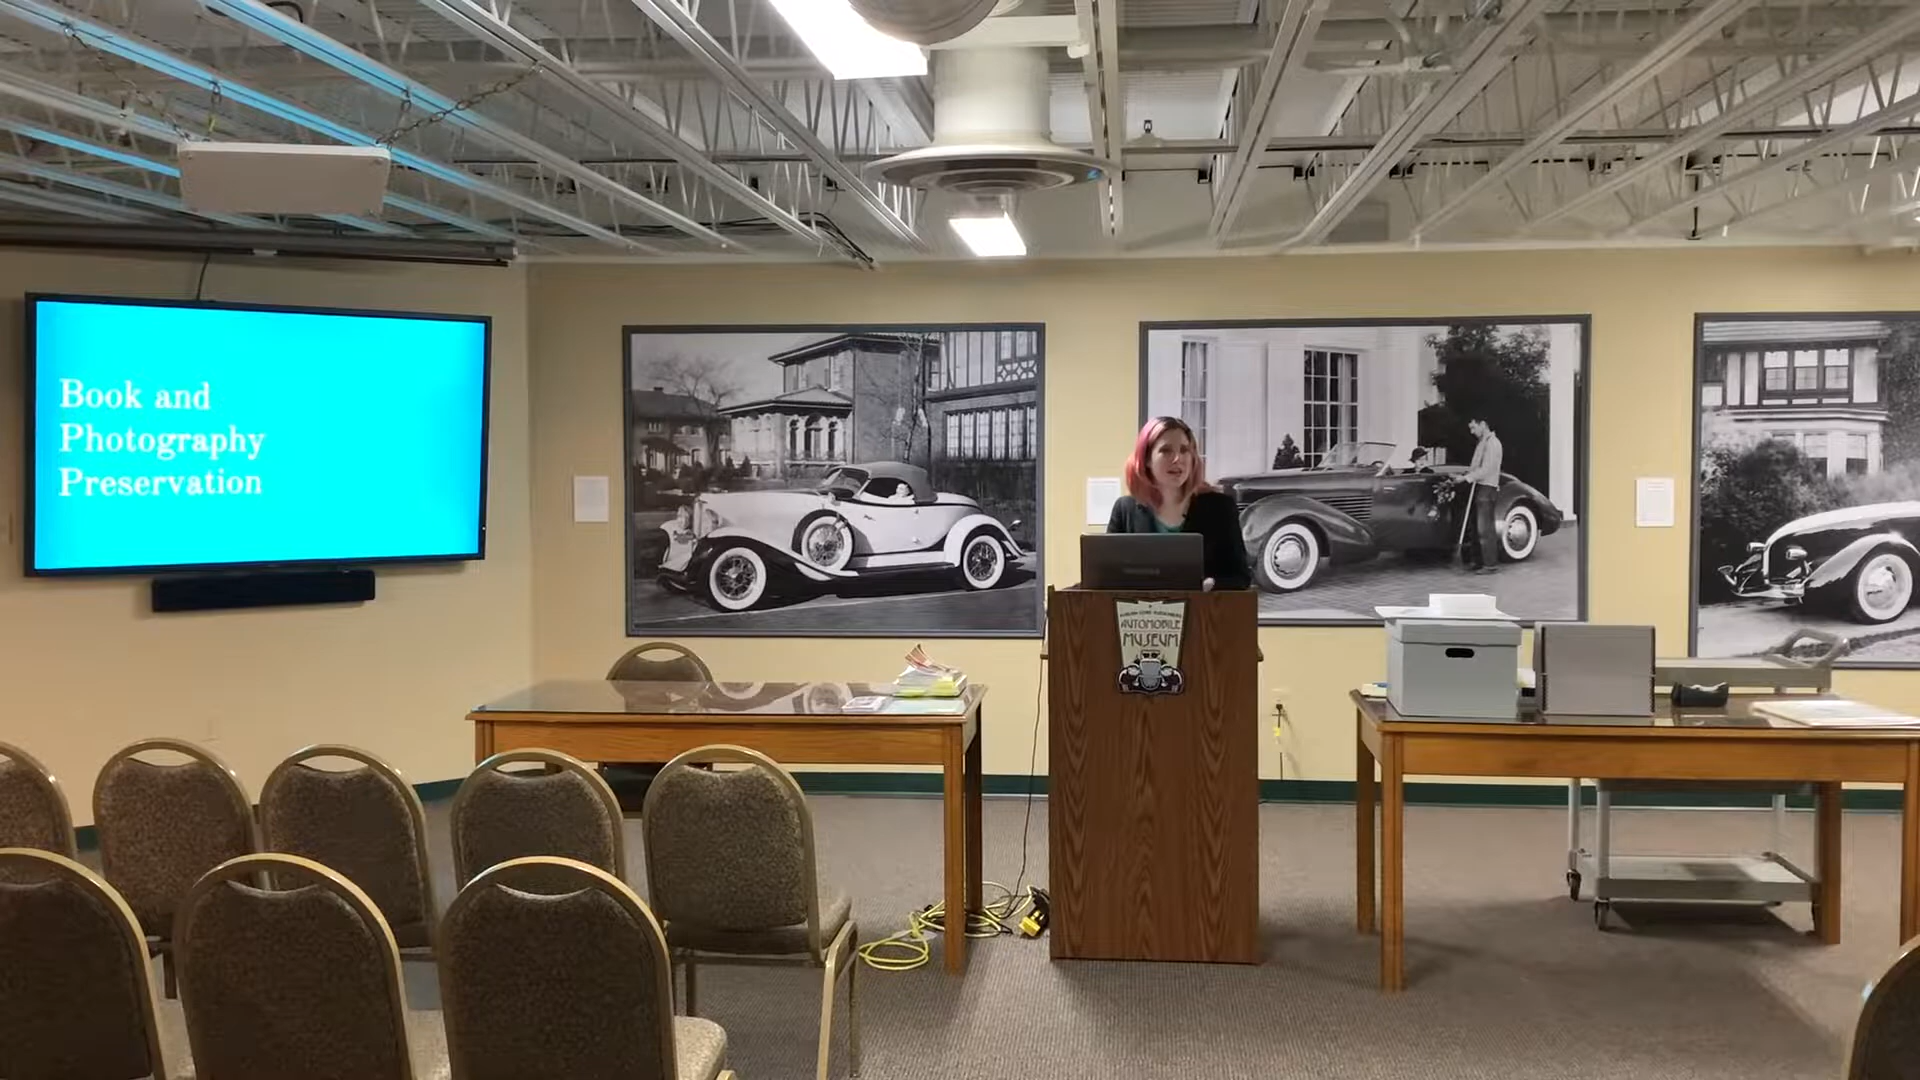 Book and
Photography
Preservation
AUTOMOBILE
MUSEUM